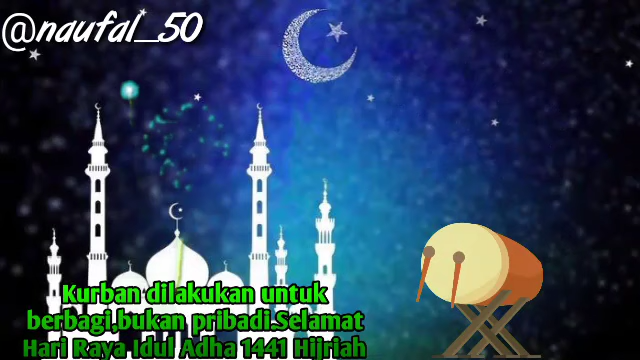 @naufal_50
Kurban dilakukan untuk
berbagi,bukan pribadi.Selamat
Hari Raya Idul Adha 1441 Hijriah